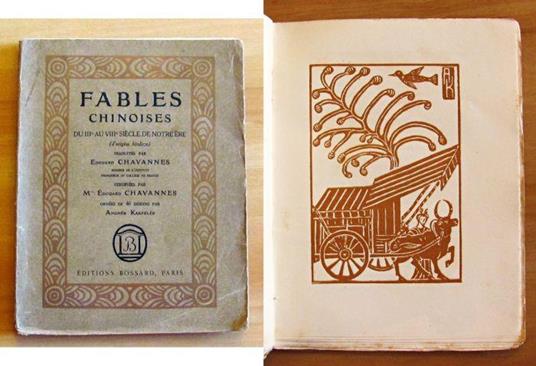 FABLES
CHINOISES
DU IIIe AU VIIIe SIÈCLE DE NOTRE ÈRE
(d'origine hindoue)
TRADUITES PAR
EDOUARD CHAVANNES
MEMBRE DE L'INSTITUT
PROFESSEUR AU COLLÈGE DE FRANCE
VERSIFIÉES PAR
Mme EDOUARD CHAVANNES
ORNÉES DE 46 DESSINS PAR
ANDRÉE KARPELÈS
B
EDITIONS BOSSARD, PARIS
AK